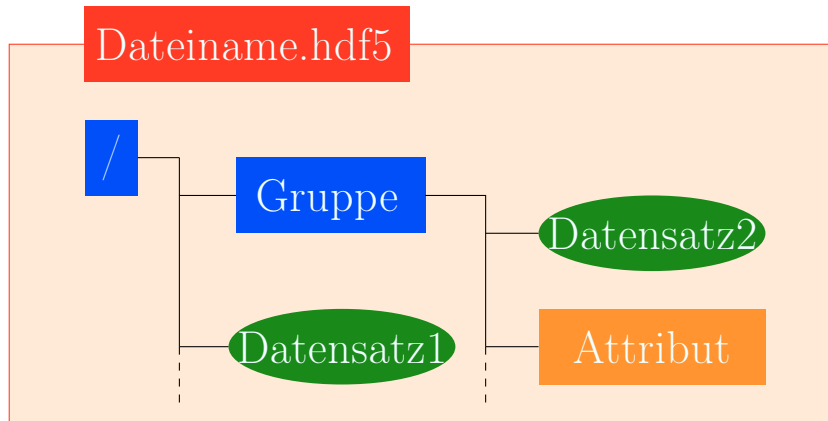 Dateiname.hdf5
/
Gruppe
Datensatz2
Datensatz1
Attribut